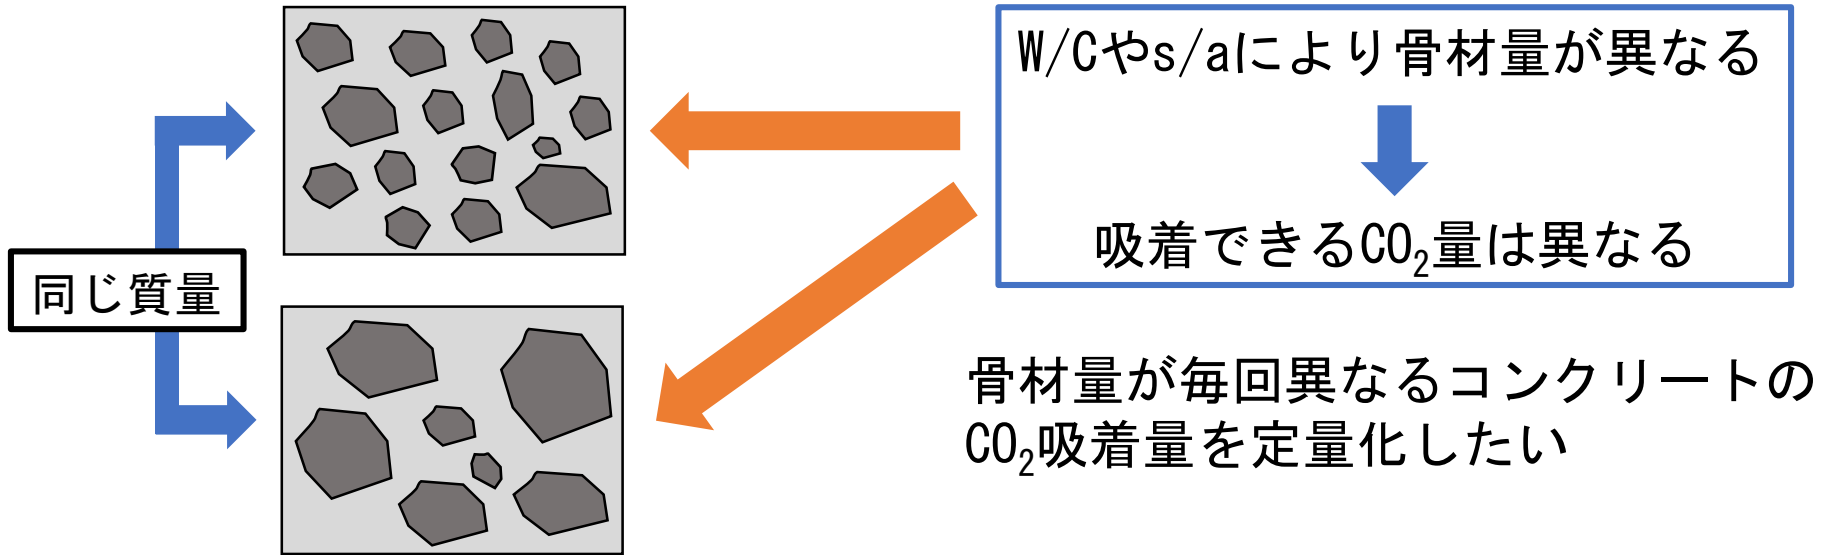 W/Cやs/aにより骨材量が異なる
吸着できるCO₂量は異なる
同じ質量
骨材量が毎回異なるコンクリートの
CO₂吸着量を定量化したい